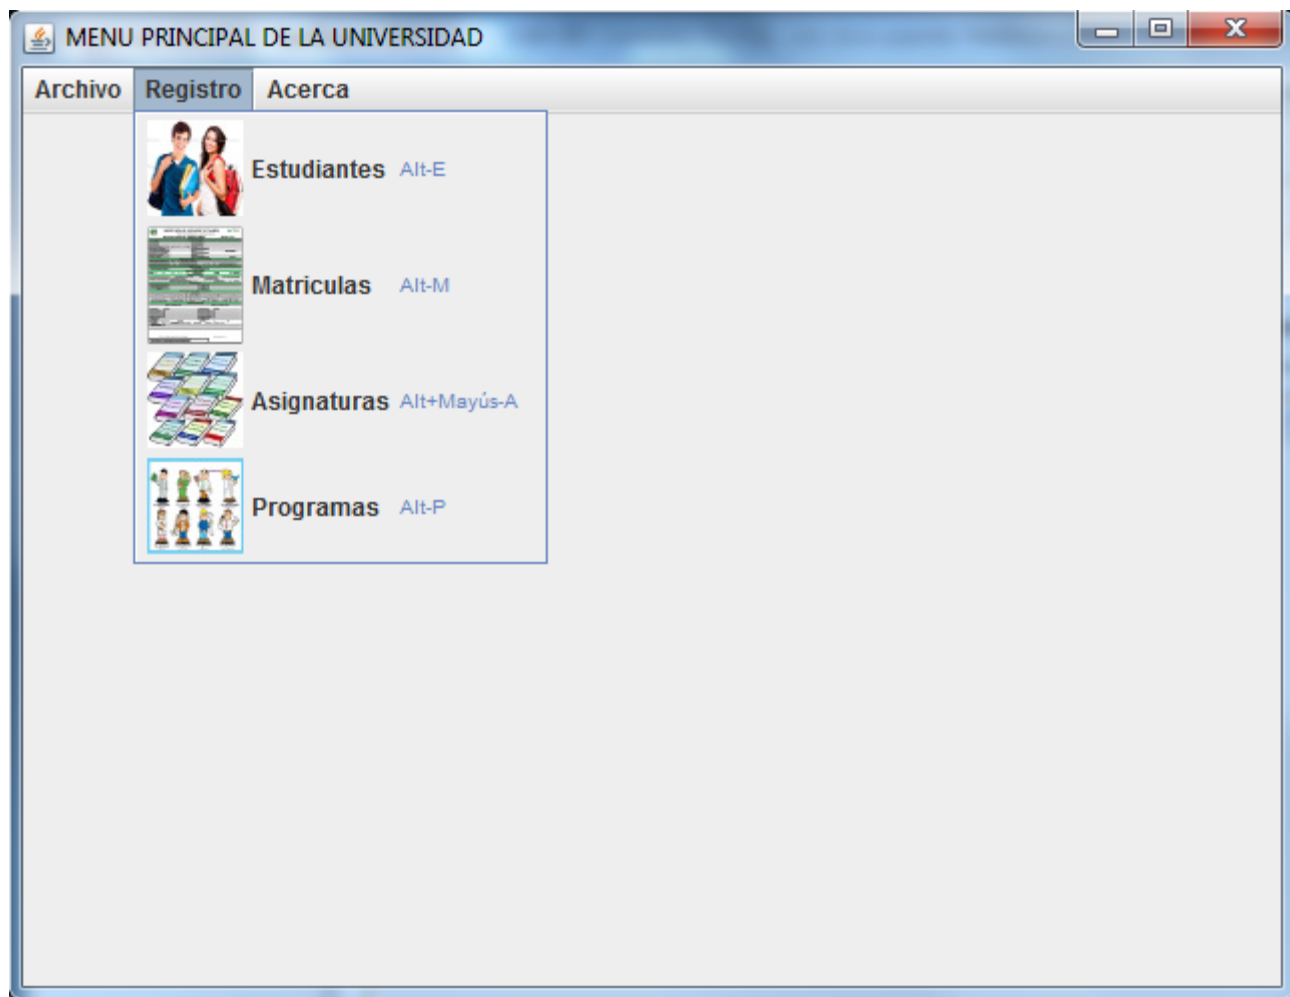 MENU PRINCIPAL DE LA UNIVERSIDAD
Archivo Registro Acerca
Estudiantes Alt-E
Matriculas Alt-M
Asignaturas Alt+Mayús-A
Programas Alt-P